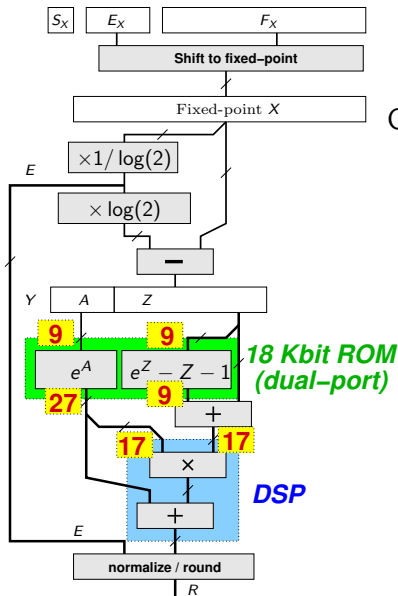 S_X E_X F_X
Shift to fixed–point
Fixed-point X
×1/ log(2)
E
× log(2)
−
Y A Z
9 9
e^A e^Z − Z − 1
18 Kbit ROM
(dual–port)
27 9
+
17 17
×
DSP
+
E
normalize / round
R